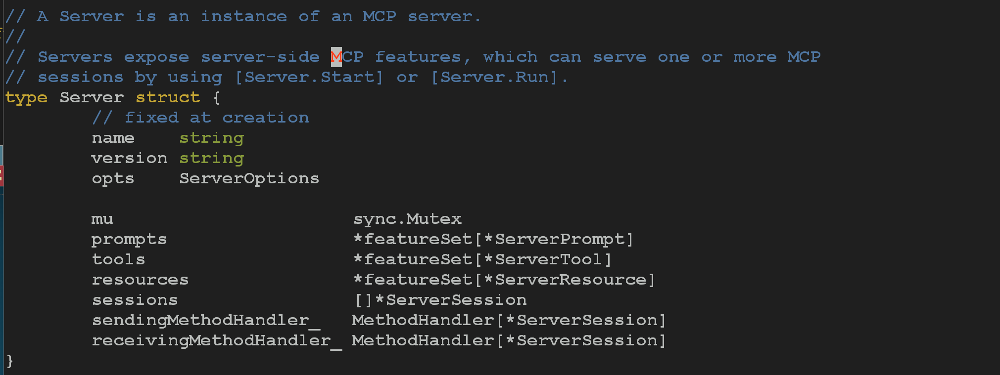 // A Server is an instance of an MCP server.
//
// Servers expose server-side MCP features, which can serve one or more MCP
// sessions by using [Server.Start] or [Server.Run].
type Server struct {
        // fixed at creation
        name    string
        version string
        opts    ServerOptions

        mu                      sync.Mutex
        prompts                 *featureSet[*ServerPrompt]
        tools                   *featureSet[*ServerTool]
        resources               *featureSet[*ServerResource]
        sessions                []*ServerSession
        sendingMethodHandler_   MethodHandler[*ServerSession]
        receivingMethodHandler_ MethodHandler[*ServerSession]
}